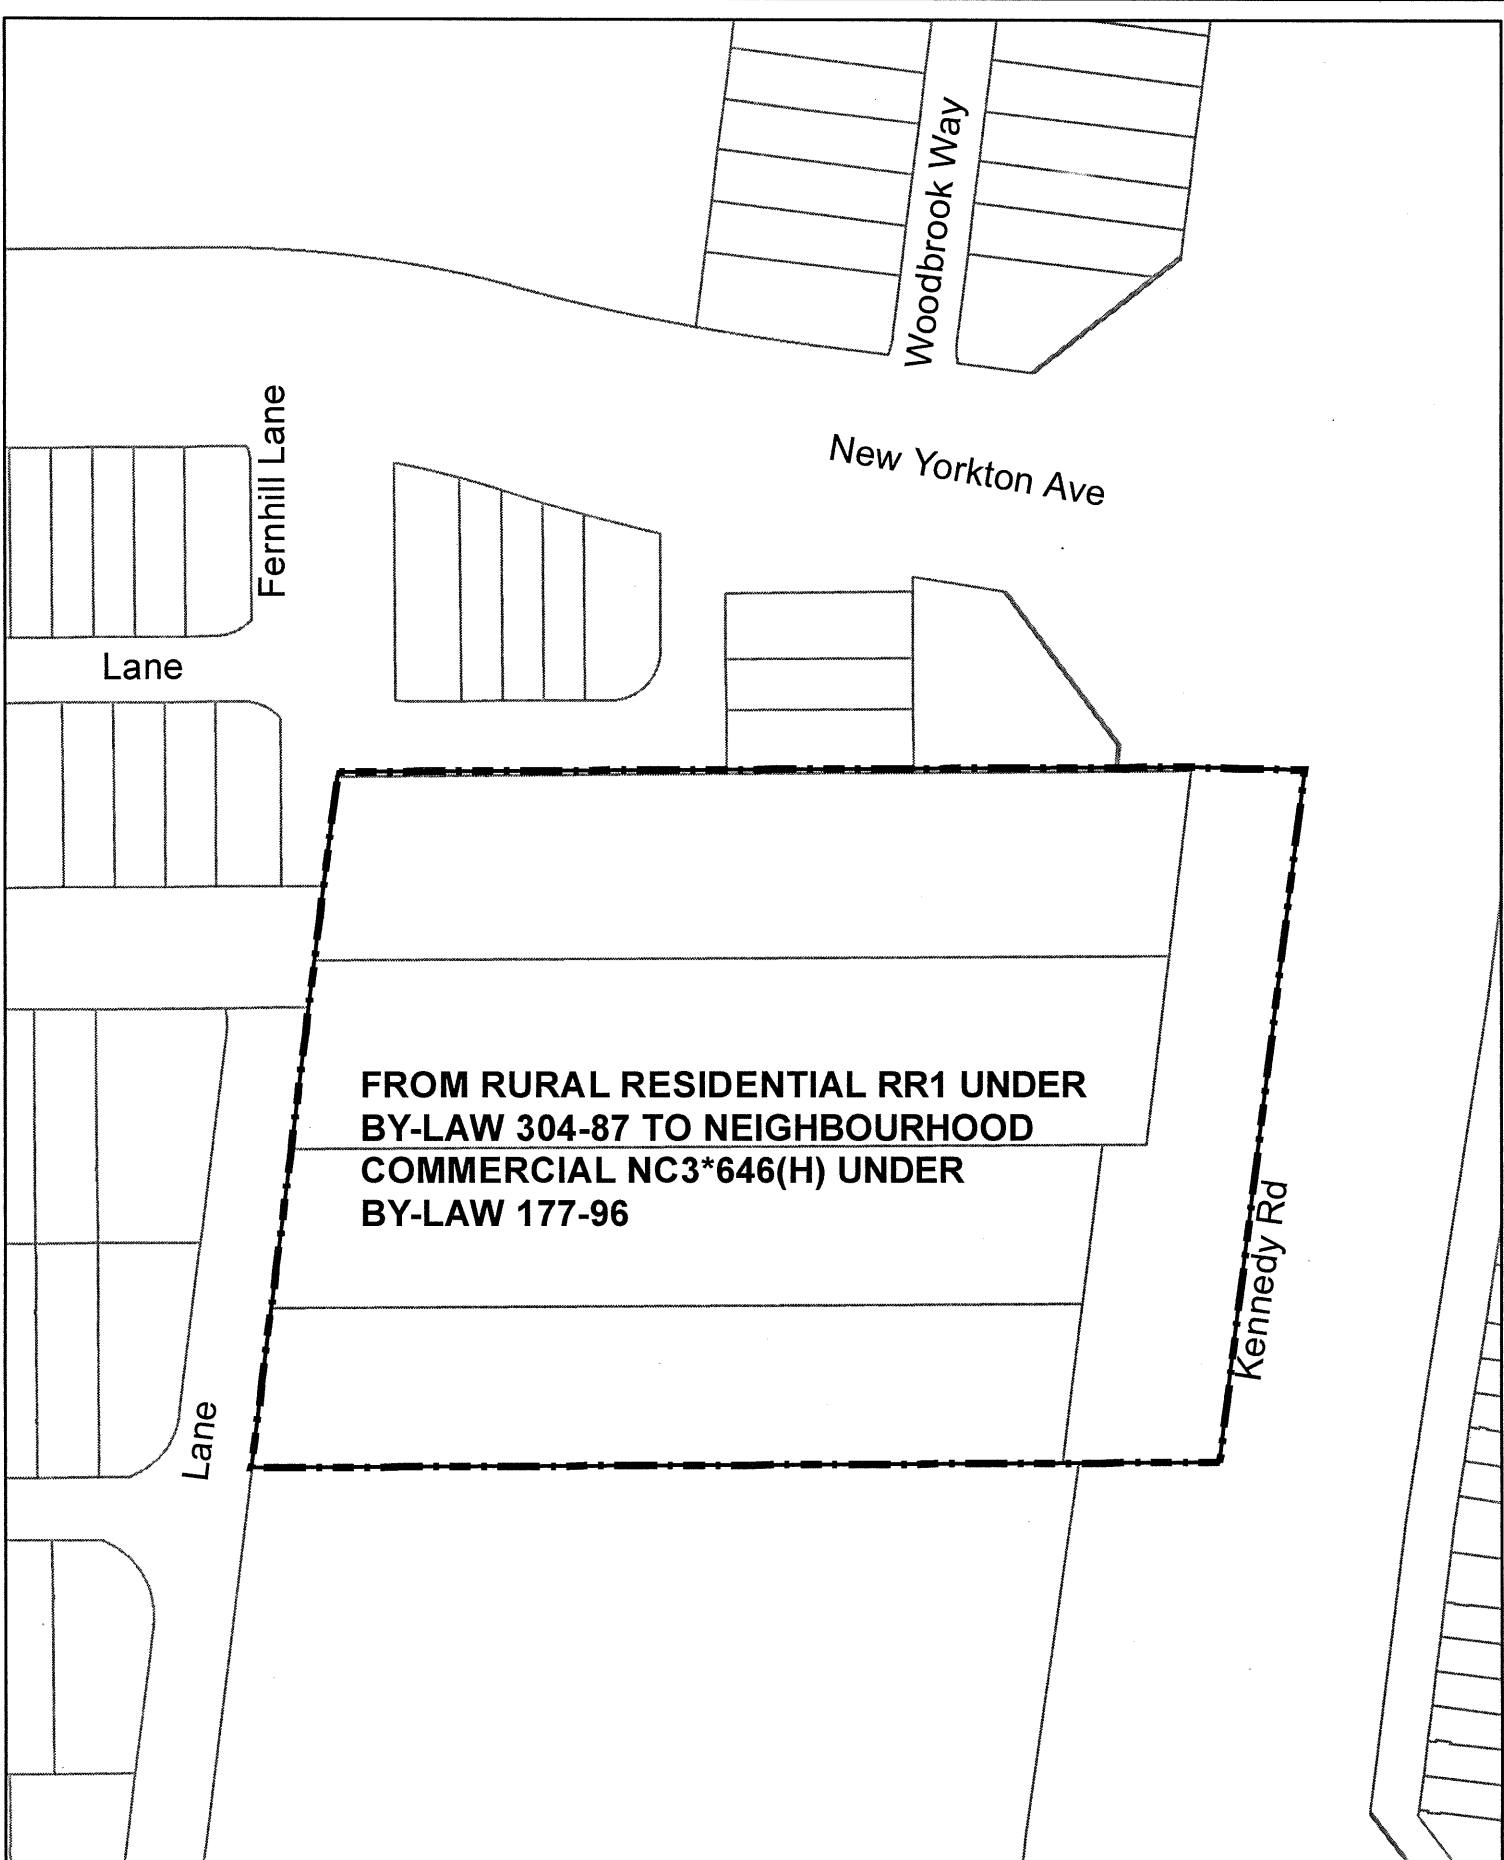 Woodbrook Way
Fernhill Lane
New Yorkton Ave
Lane
FROM RURAL RESIDENTIAL RR1 UNDER
BY-LAW 304-87 TO NEIGHBOURHOOD
COMMERCIAL NC3*646(H) UNDER
BY-LAW 177-96
Kennedy Rd
Lane